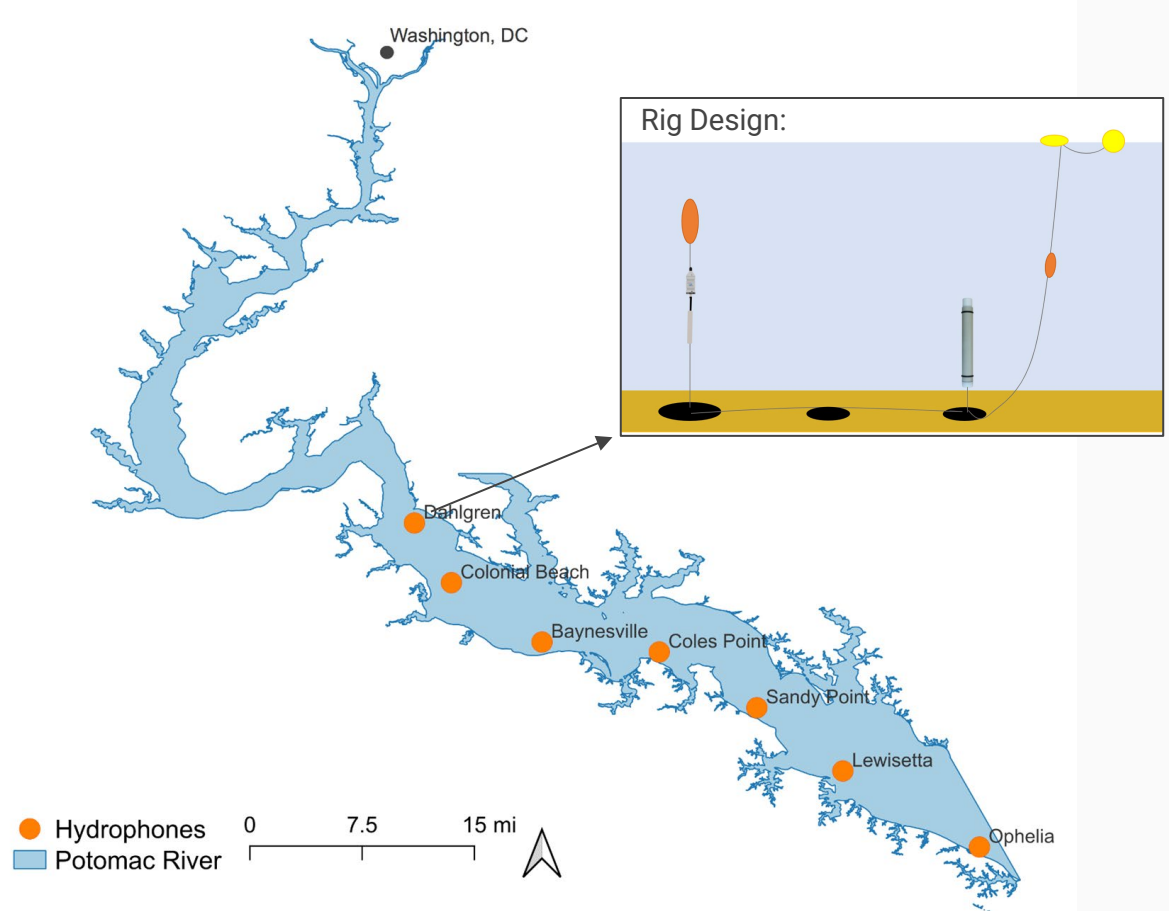 Washington, DC
Rig Design:
Dahlgren
Colonial Beach
Baynesville
Coles Point
Sandy Point
Lewisetta
Ophelia
Hydrophones
Potomac River
0 7.5 15 mi